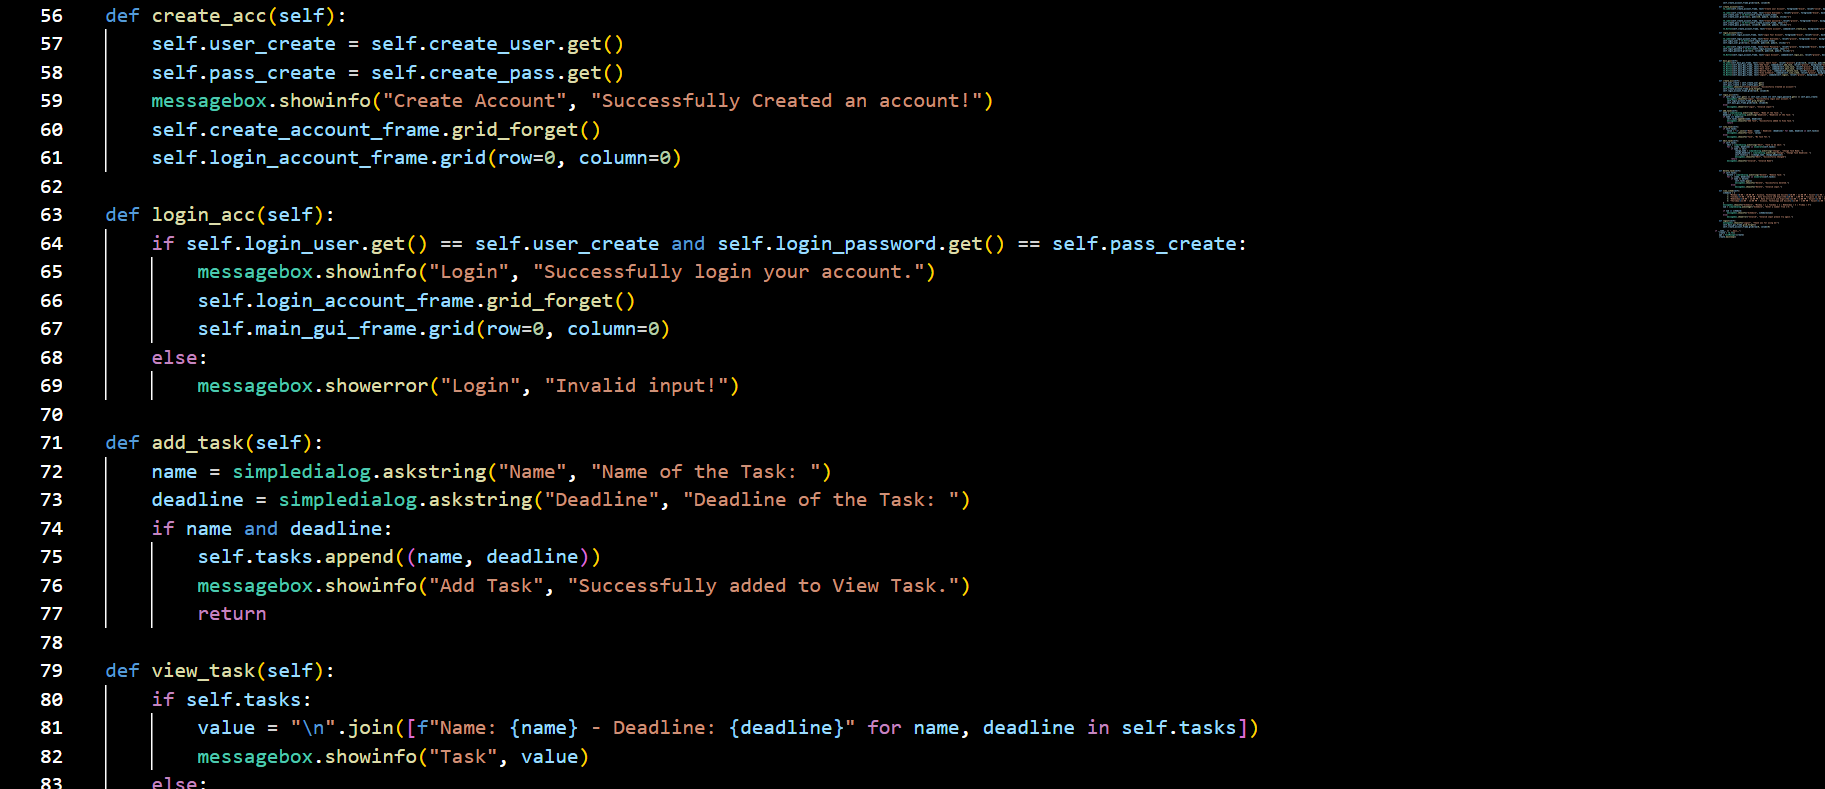 56 def create_acc(self):
57 self.user_create = self.create_user.get()
58 self.pass_create = self.create_pass.get()
59 messagebox.showinfo("Create Account", "Successfully Created an account!")
60 self.create_account_frame.grid_forget()
61 self.login_account_frame.grid(row=0, column=0)
62
63 def login_acc(self):
64 if self.login_user.get() == self.user_create and self.login_password.get() == self.pass_create:
65 messagebox.showinfo("Login", "Successfully login your account.")
66 self.login_account_frame.grid_forget()
67 self.main_gui_frame.grid(row=0, column=0)
68 else:
69 messagebox.showerror("Login", "Invalid input!")
70
71 def add_task(self):
72 name = simpledialog.askstring("Name", "Name of the Task: ")
73 deadline = simpledialog.askstring("Deadline", "Deadline of the Task: ")
74 if name and deadline:
75 self.tasks.append((name, deadline))
76 messagebox.showinfo("Add Task", "Successfully added to View Task.")
77 return
78
79 def view_task(self):
80 if self.tasks:
81 value = "\n".join([f"Name: {name} - Deadline: {deadline}" for name, deadline in self.tasks])
82 messagebox.showinfo("Task", value)
83 else: